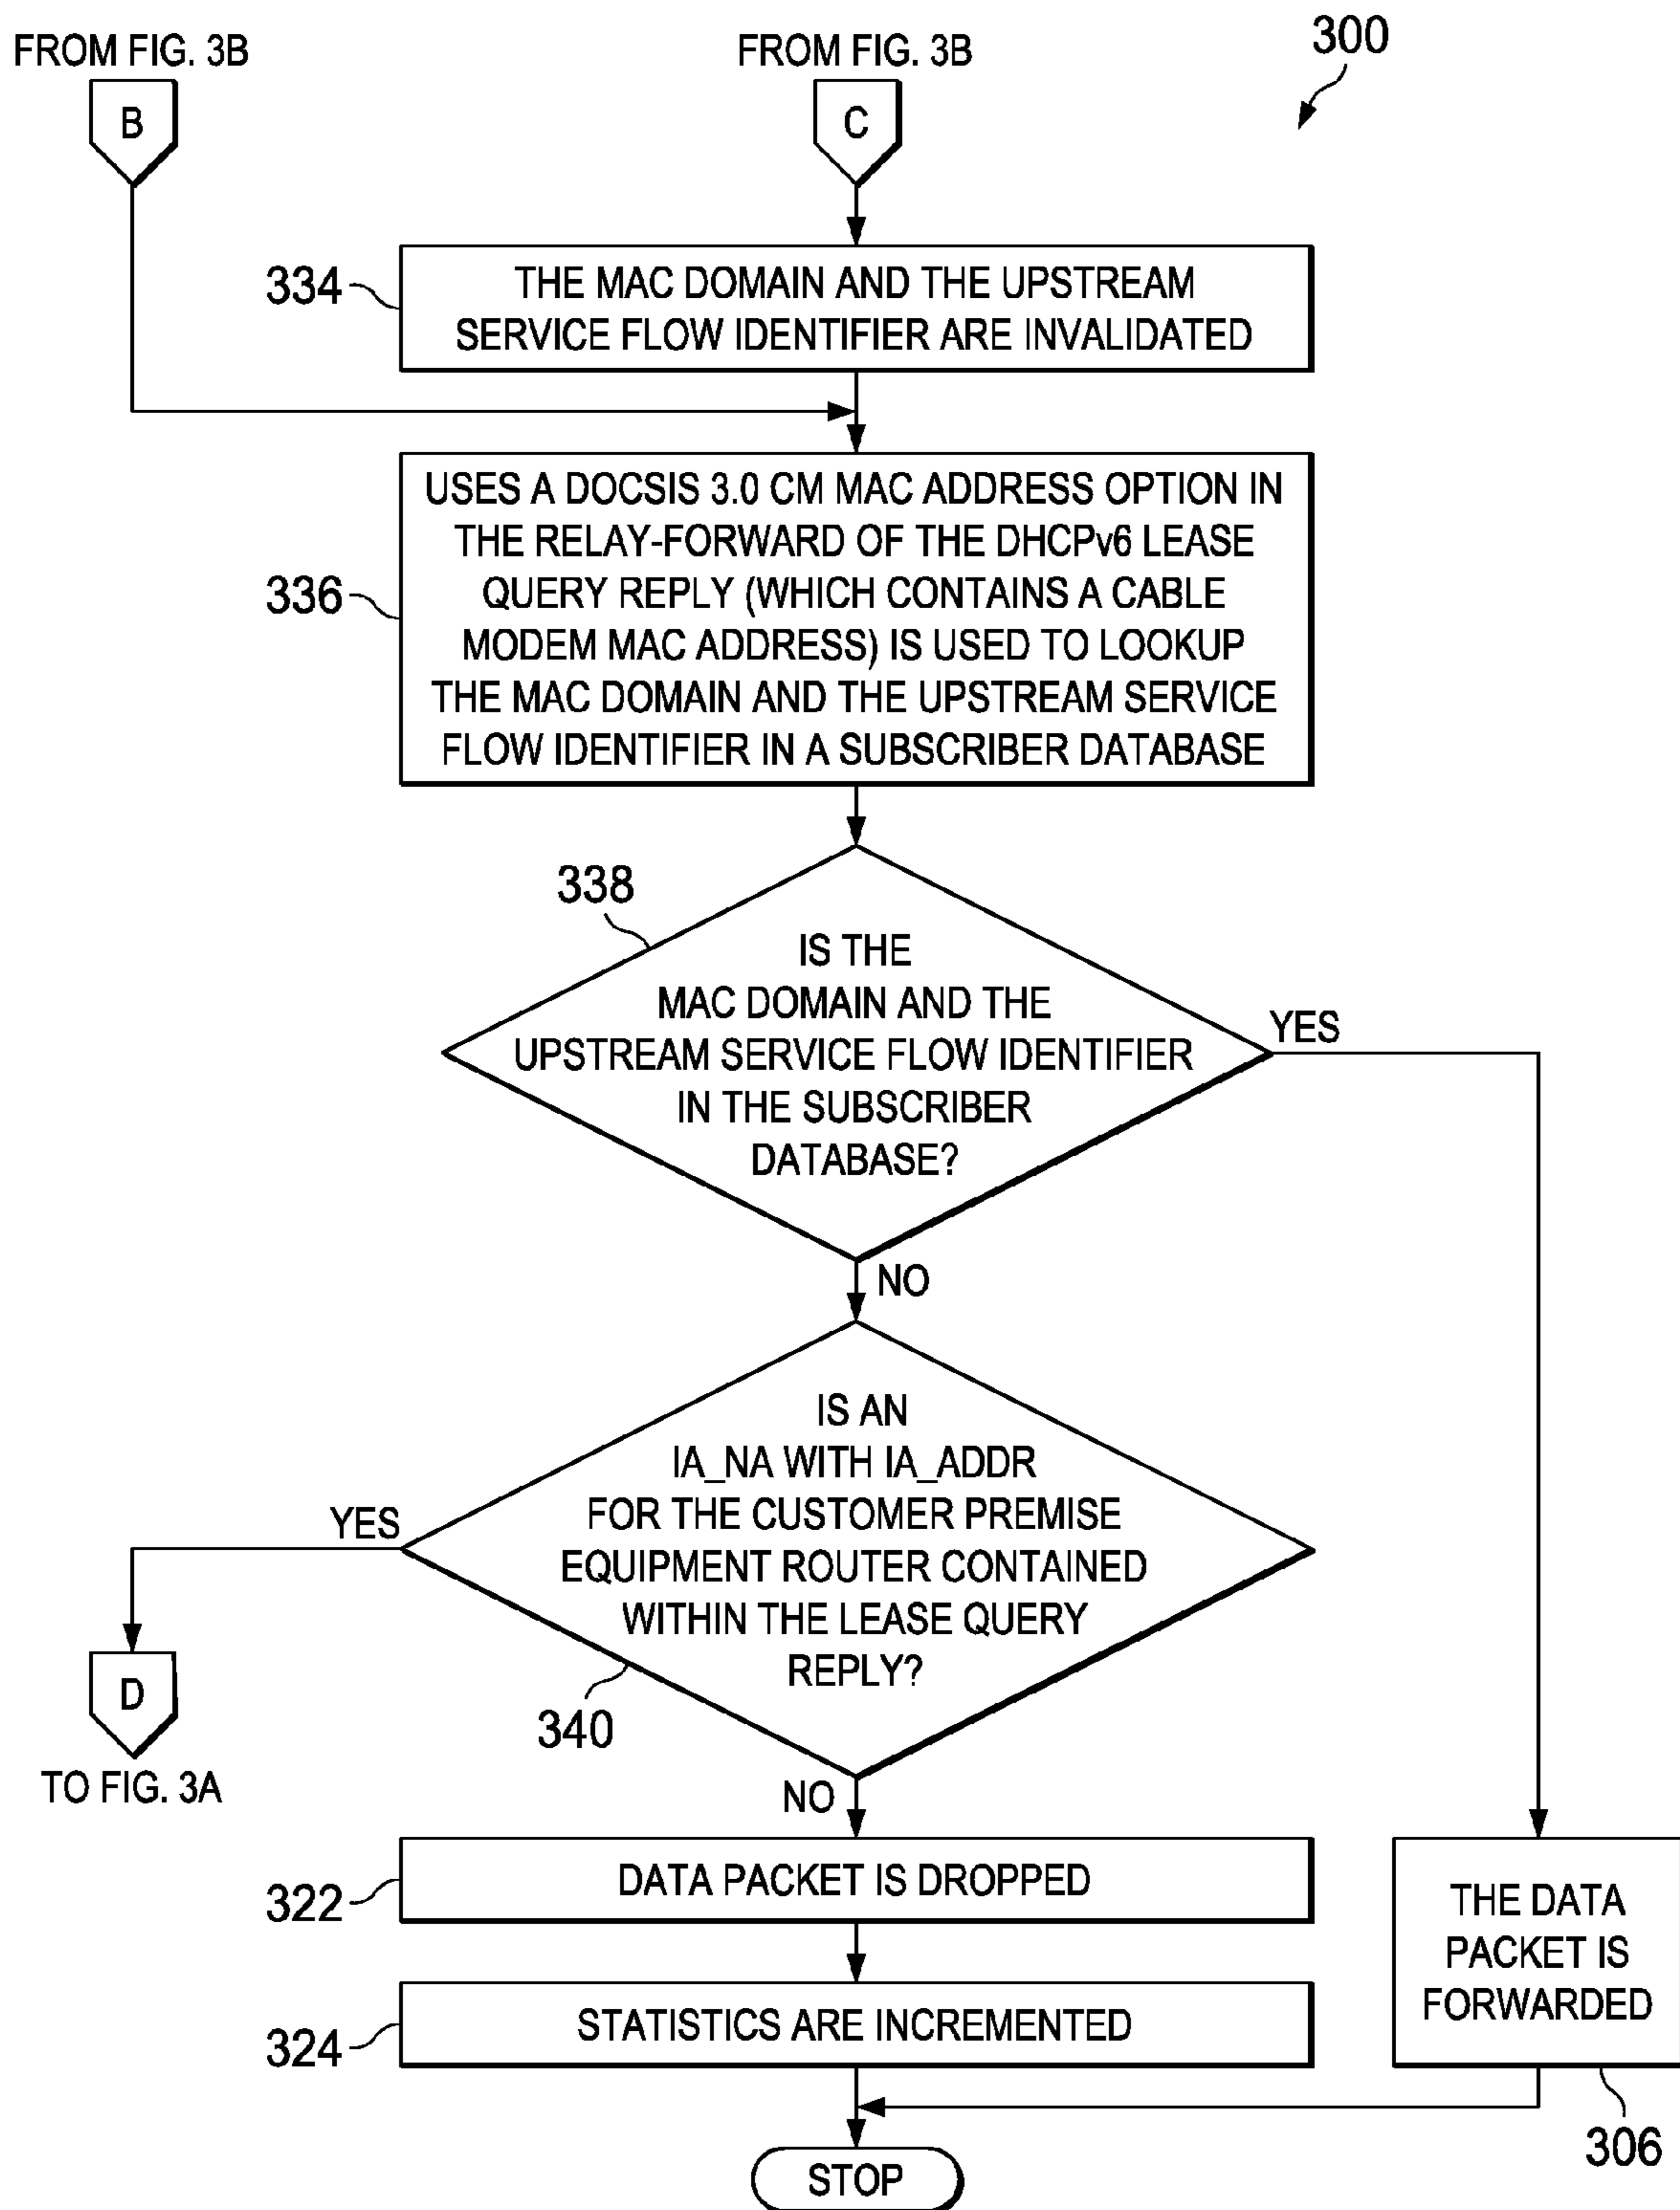 FROM FIG. 3B
B
FROM FIG. 3B
C
300
334
THE MAC DOMAIN AND THE UPSTREAM
SERVICE FLOW IDENTIFIER ARE INVALIDATED
336
USES A DOCSIS 3.0 CM MAC ADDRESS OPTION IN
THE RELAY-FORWARD OF THE DHCPv6 LEASE
QUERY REPLY (WHICH CONTAINS A CABLE
MODEM MAC ADDRESS) IS USED TO LOOKUP
THE MAC DOMAIN AND THE UPSTREAM SERVICE
FLOW IDENTIFIER IN A SUBSCRIBER DATABASE
338
IS THE
MAC DOMAIN AND THE
UPSTREAM SERVICE FLOW IDENTIFIER
IN THE SUBSCRIBER
DATABASE?
YES
NO
IS AN
IA_NA WITH IA_ADDR
FOR THE CUSTOMER PREMISE
EQUIPMENT ROUTER CONTAINED
WITHIN THE LEASE QUERY
REPLY?
YES
340
D
TO FIG. 3A
NO
322
DATA PACKET IS DROPPED
324
STATISTICS ARE INCREMENTED
THE DATA
PACKET IS
FORWARDED
306
STOP